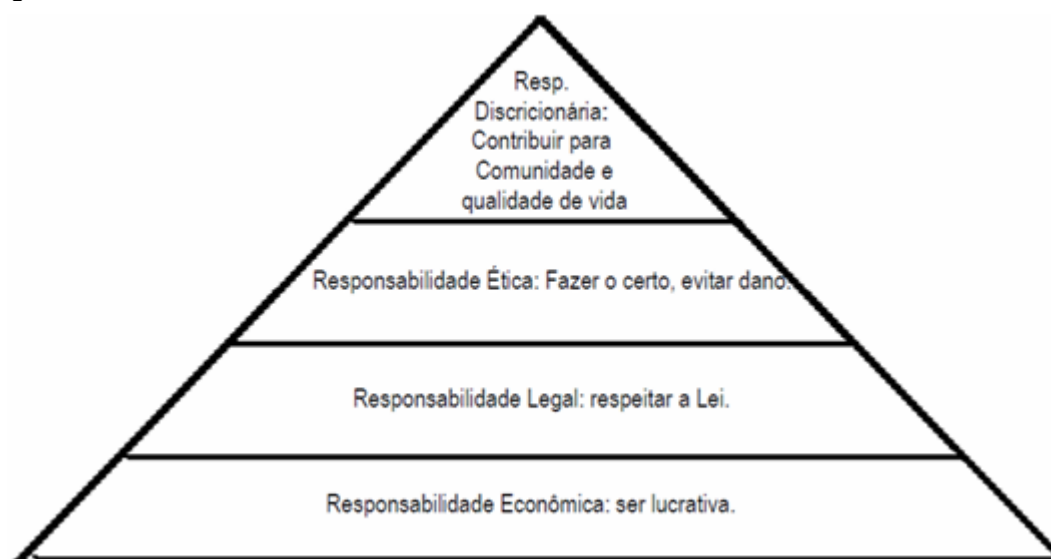 Resp.
Discricionária:
Contribuir para
Comunidade e
qualidade de vida
Responsabilidade Ética: Fazer o certo, evitar dano.
Responsabilidade Legal: respeitar a Lei.
Responsabilidade Econômica: ser lucrativa.